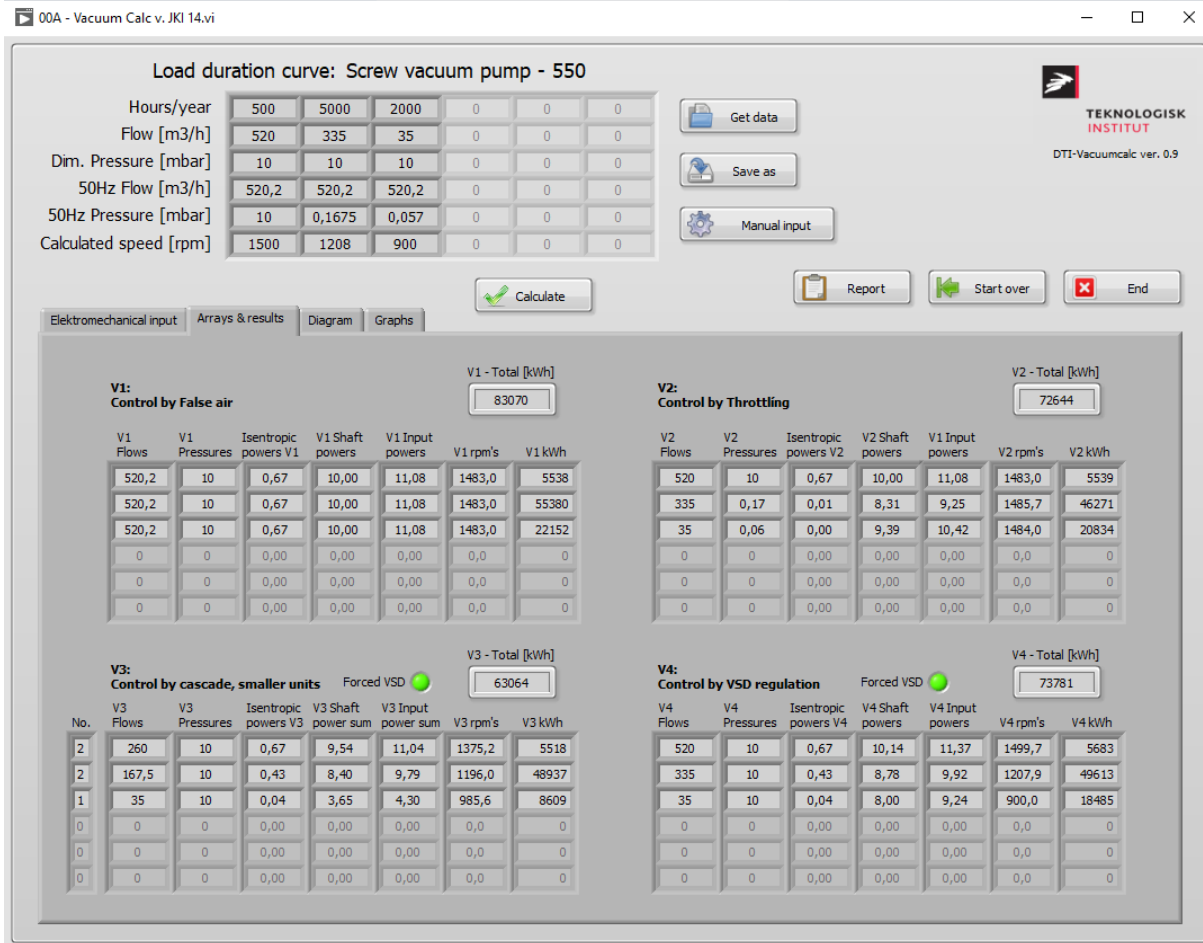 00A - Vacuum Calc v. JKI 14.vi
Load duration curve: Screw vacuum pump - 550
Hours/year 500 5000 2000 0 0 0
Flow [m3/h] 520 335 35 0 0 0
Dim. Pressure [mbar] 10 10 10 0 0 0
50Hz Flow [m3/h] 520,2 520,2 520,2 0 0 0
50Hz Pressure [mbar] 10 0,1675 0,057 0 0 0
Calculated speed [rpm] 1500 1208 900 0 0 0
Get data
Save as
Manual input
TEKNOLOGISK
INSTITUT
DTI-Vacuumcalc ver. 0.9
Calculate
Report
Start over
End
Elektromechanical input Arrays & results Diagram Graphs
V1:
Control by False air
V1 - Total [kWh]
83070
V1 Flows V1 Pressures Isentropic powers V1 V1 Shaft powers V1 Input powers V1 rpm's V1 kWh
520,2 10 0,67 10,00 11,08 1483,0 5538
520,2 10 0,67 10,00 11,08 1483,0 55380
520,2 10 0,67 10,00 11,08 1483,0 22152
0 0 0,00 0,00 0,00 0,0 0
0 0 0,00 0,00 0,00 0,0 0
0 0 0,00 0,00 0,00 0,0 0
V2:
Control by Throttling
V2 - Total [kWh]
72644
V2 Flows V2 Pressures Isentropic powers V2 V2 Shaft powers V1 Input powers V2 rpm's V2 kWh
520 10 0,67 10,00 11,08 1483,0 5539
335 0,17 0,01 8,31 9,25 1485,7 46271
35 0,06 0,00 9,39 10,42 1484,0 20834
0 0 0,00 0,00 0,00 0,0 0
0 0 0,00 0,00 0,00 0,0 0
0 0 0,00 0,00 0,00 0,0 0
V3:
Control by cascade, smaller units
Forced VSD
V3 - Total [kWh]
63064
No. V3 Flows V3 Pressures Isentropic powers V3 V3 Shaft power sum V3 Input power sum V3 rpm's V3 kWh
2 260 10 0,67 9,54 11,04 1375,2 5518
2 167,5 10 0,43 8,40 9,79 1196,0 48937
1 35 10 0,04 3,65 4,30 985,6 8609
0 0 0 0,00 0,00 0,00 0,0 0
0 0 0 0,00 0,00 0,00 0,0 0
0 0 0 0,00 0,00 0,00 0,0 0
V4:
Control by VSD regulation
Forced VSD
V4 - Total [kWh]
73781
V4 Flows V4 Pressures Isentropic powers V4 V4 Shaft powers V4 Input powers V4 rpm's V4 kWh
520 10 0,67 10,14 11,37 1499,7 5683
335 10 0,43 8,78 9,92 1207,9 49613
35 10 0,04 8,00 9,24 900,0 18485
0 0 0,00 0,00 0,00 0,0 0
0 0 0,00 0,00 0,00 0,0 0
0 0 0,00 0,00 0,00 0,0 0